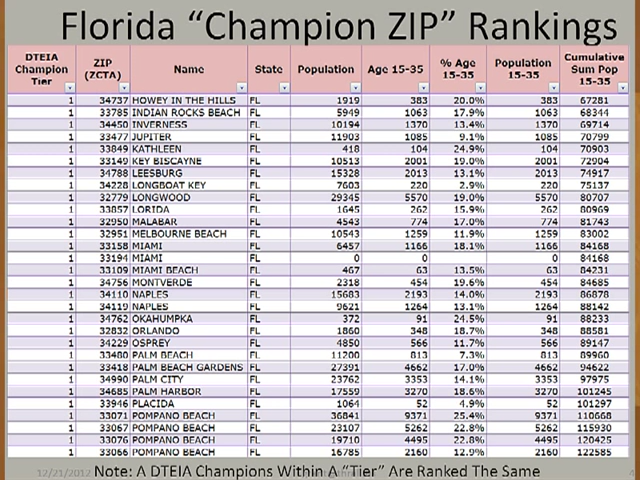 Florida “Champion ZIP” Rankings
DTEIA Champion Tier ZIP (ZCTA) Name State Population Age 15-35 % Age 15-35 Population 15-35 Cumulative Sum Pop 15-35
1 34737 HOWEY IN THE HILLS FL 1919 383 20.0% 383 67281
1 33785 INDIAN ROCKS BEACH FL 5949 1063 17.9% 1063 68344
1 34450 INVERNESS FL 10194 1370 13.4% 1370 69714
1 33477 JUPITER FL 11903 1085 9.1% 1085 70799
1 33849 KATHLEEN FL 418 104 24.9% 104 70903
1 33149 KEY BISCAYNE FL 10513 2001 19.0% 2001 72904
1 34788 LEESBURG FL 15328 2013 13.1% 2013 74917
1 34228 LONGBOAT KEY FL 7603 220 2.9% 220 75137
1 32779 LONGWOOD FL 29345 5570 19.0% 5570 80707
1 33857 LORIDA FL 1645 262 15.9% 262 80969
1 32950 MALABAR FL 4543 774 17.0% 774 81743
1 32951 MELBOURNE BEACH FL 10543 1259 11.9% 1259 83002
1 33158 MIAMI FL 6457 1166 18.1% 1166 84168
1 33194 MIAMI FL 0 0 0 84168
1 33109 MIAMI BEACH FL 467 63 13.5% 63 84231
1 34756 MONTVERDE FL 2318 454 19.6% 454 84685
1 34110 NAPLES FL 15683 2193 14.0% 2193 86878
1 34119 NAPLES FL 9621 1264 13.1% 1264 88142
1 34762 OKAHUMPKA FL 372 91 24.5% 91 88233
1 32832 ORLANDO FL 1860 348 18.7% 348 88581
1 34229 OSPREY FL 4850 566 11.7% 566 89147
1 33480 PALM BEACH FL 11200 813 7.3% 813 89960
1 33418 PALM BEACH GARDENS FL 27391 4662 17.0% 4662 94622
1 34990 PALM CITY FL 23762 3353 14.1% 3353 97975
1 34685 PALM HARBOR FL 17559 3270 18.6% 3270 101245
1 33946 PLACIDA FL 1064 52 4.9% 52 101297
1 33071 POMPANO BEACH FL 36841 9371 25.4% 9371 110668
1 33067 POMPANO BEACH FL 23107 5262 22.8% 5262 115930
1 33076 POMPANO BEACH FL 19710 4495 22.8% 4495 120425
1 33066 POMPANO BEACH FL 16785 2160 12.9% 2160 122585
12/21/2012 Note: A DTEIA Champions Within A “Tier” Are Ranked The Same 4